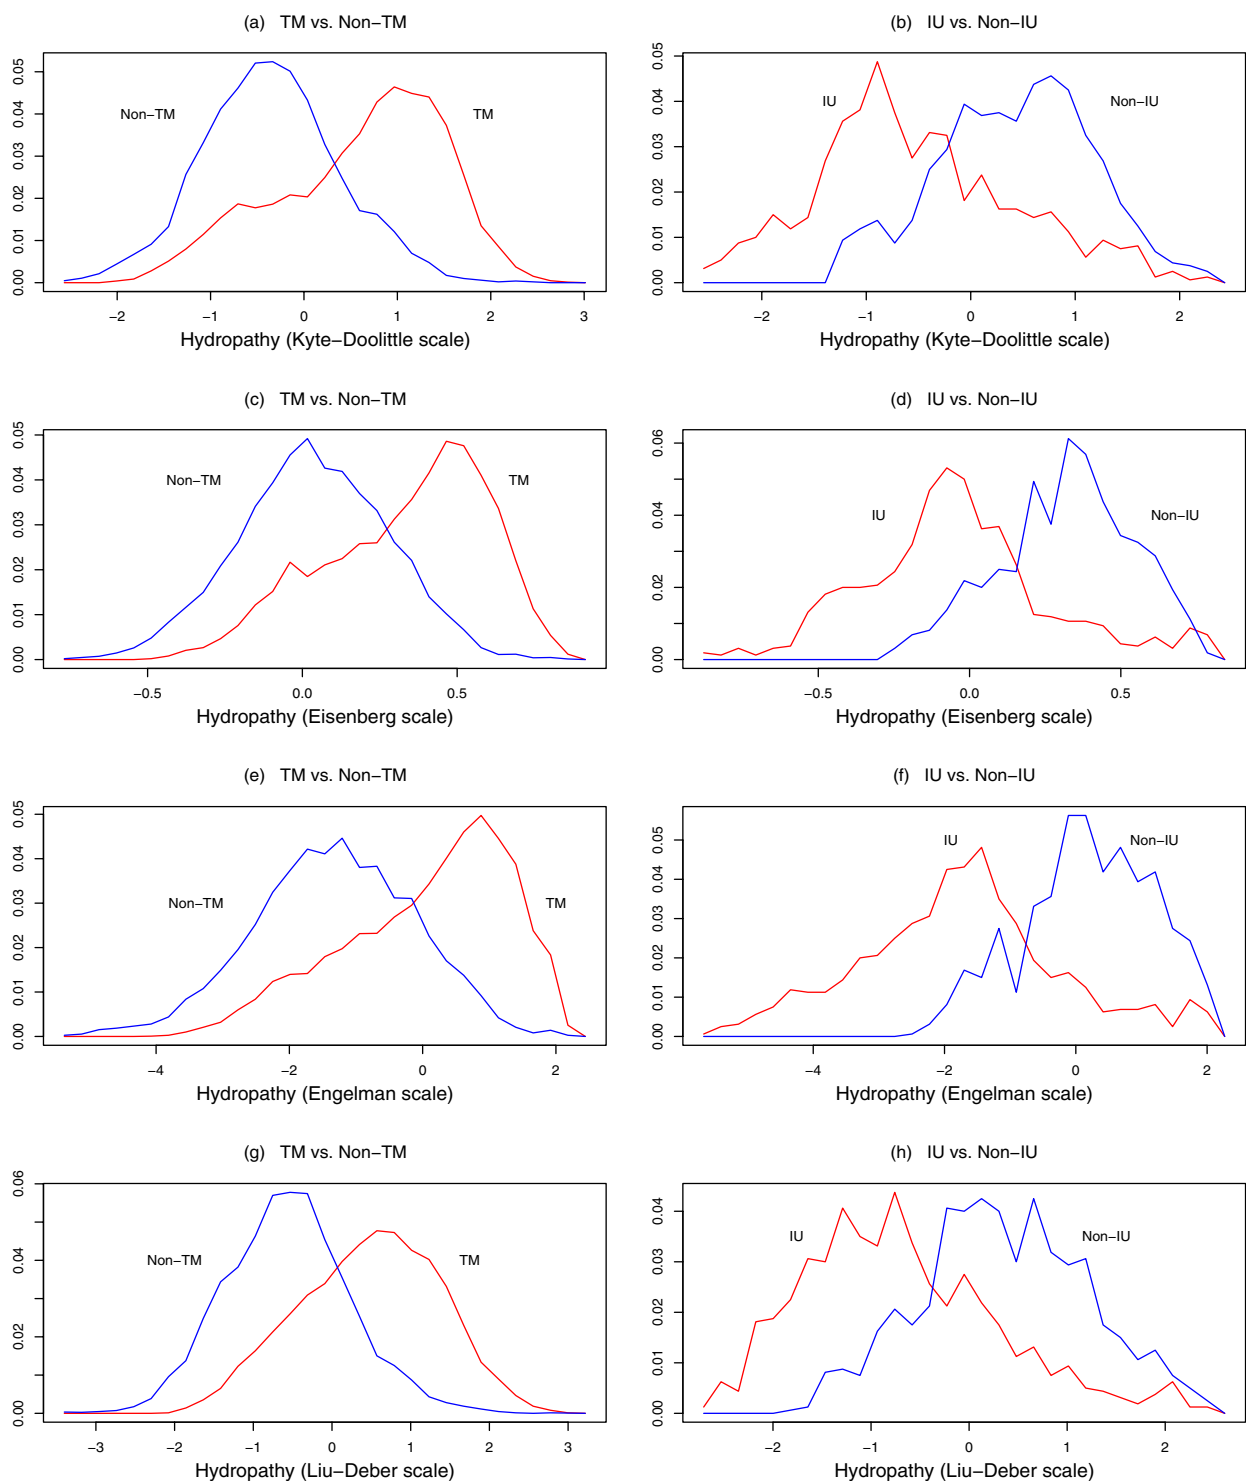 (a) TM vs. Non−TM
0.00 0.01 0.02 0.03 0.04 0.05
Non−TM
TM
−2 −1 0 1 2 3
Hydropathy (Kyte−Doolittle scale)
(b) IU vs. Non−IU
0.00 0.01 0.02 0.03 0.04 0.05
IU
Non−IU
−2 −1 0 1 2
Hydropathy (Kyte−Doolittle scale)
(c) TM vs. Non−TM
0.00 0.01 0.02 0.03 0.04 0.05
Non−TM
TM
−0.5 0.0 0.5
Hydropathy (Eisenberg scale)
(d) IU vs. Non−IU
0.00 0.02 0.04 0.06
IU
Non−IU
−0.5 0.0 0.5
Hydropathy (Eisenberg scale)
(e) TM vs. Non−TM
0.00 0.01 0.02 0.03 0.04 0.05
Non−TM
TM
−4 −2 0 2
Hydropathy (Engelman scale)
(f) IU vs. Non−IU
0.00 0.01 0.02 0.03 0.04 0.05
IU
Non−IU
−4 −2 0 2
Hydropathy (Engelman scale)
(g) TM vs. Non−TM
0.00 0.02 0.04 0.06
Non−TM
TM
−3 −2 −1 0 1 2 3
Hydropathy (Liu−Deber scale)
(h) IU vs. Non−IU
0.00 0.01 0.02 0.03 0.04
IU
Non−IU
−2 −1 0 1 2
Hydropathy (Liu−Deber scale)